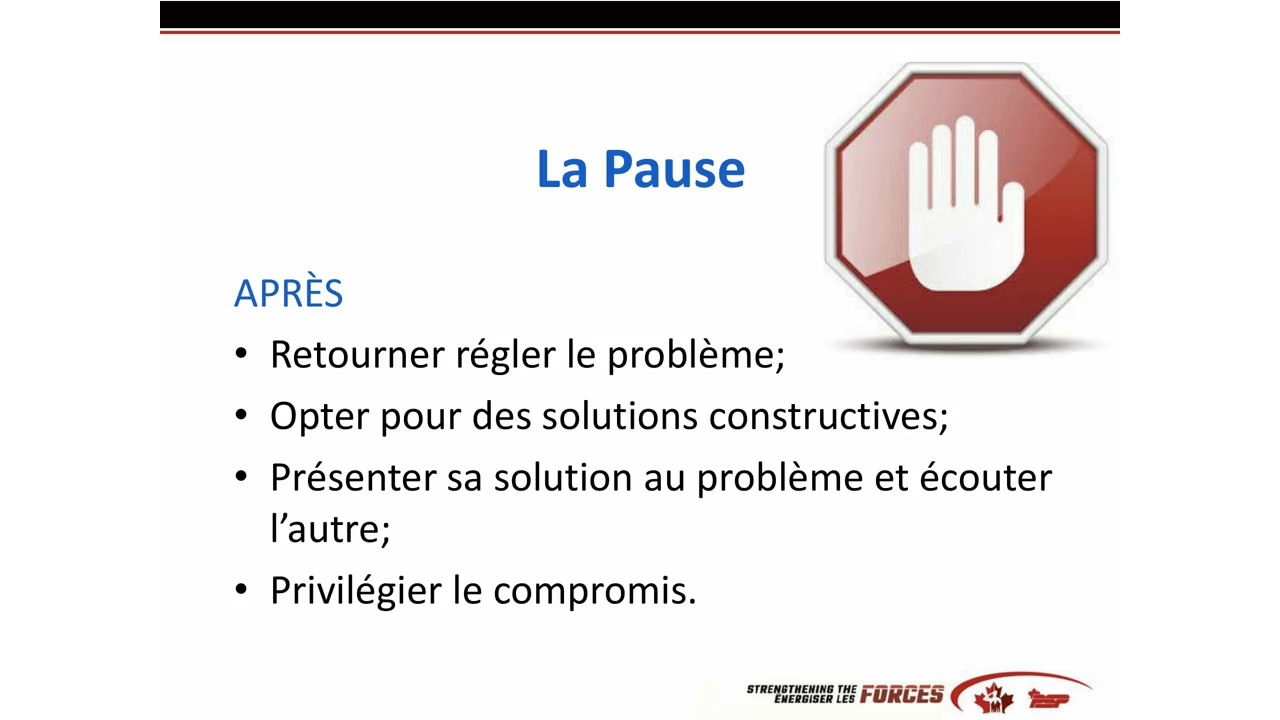 La Pause
APRÈS
• Retourner régler le problème;
• Opter pour des solutions constructives;
• Présenter sa solution au problème et écouter
l’autre;
• Privilégier le compromis.
STRENGTHENING THE
ÉNERGISER LES FORCES